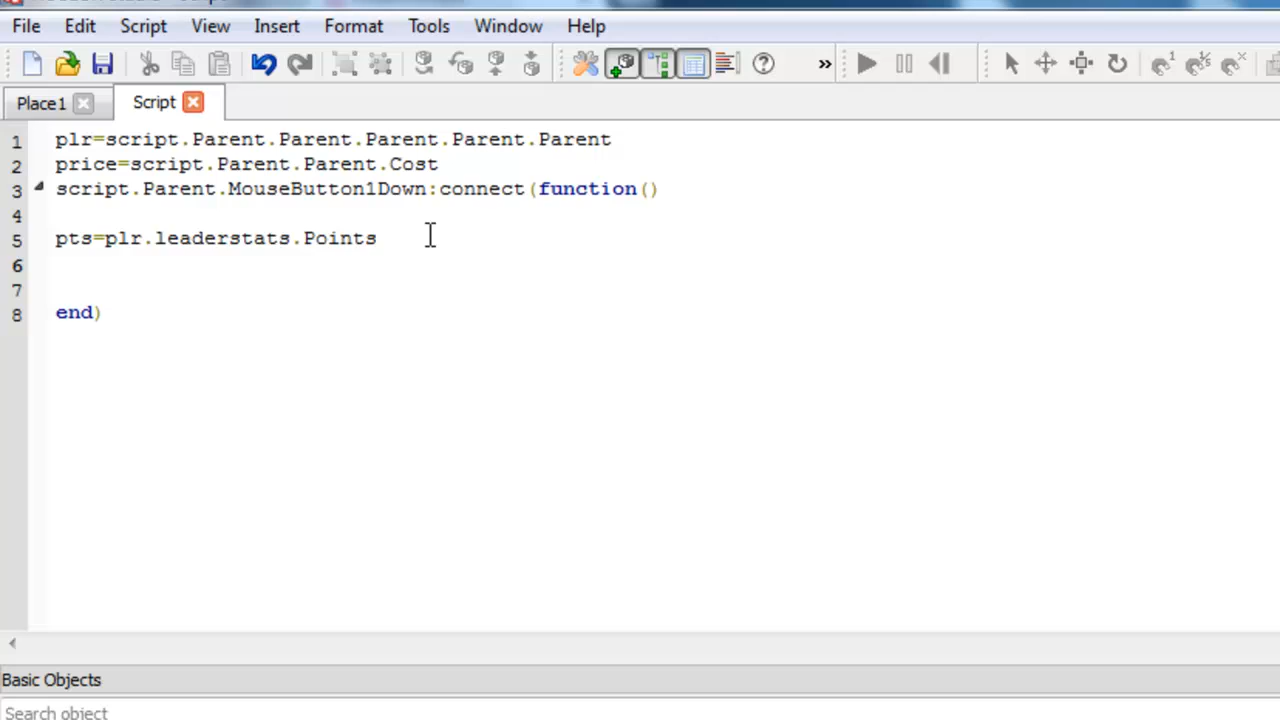 File Edit Script View Insert Format Tools Window Help
Place1 Script
1 plr=script.Parent.Parent.Parent.Parent.Parent
2 price=script.Parent.Parent.Cost
3 script.Parent.MouseButton1Down:connect(function()
4
5 pts=plr.leaderstats.Points
6
7
8 end)
Basic Objects
Search object